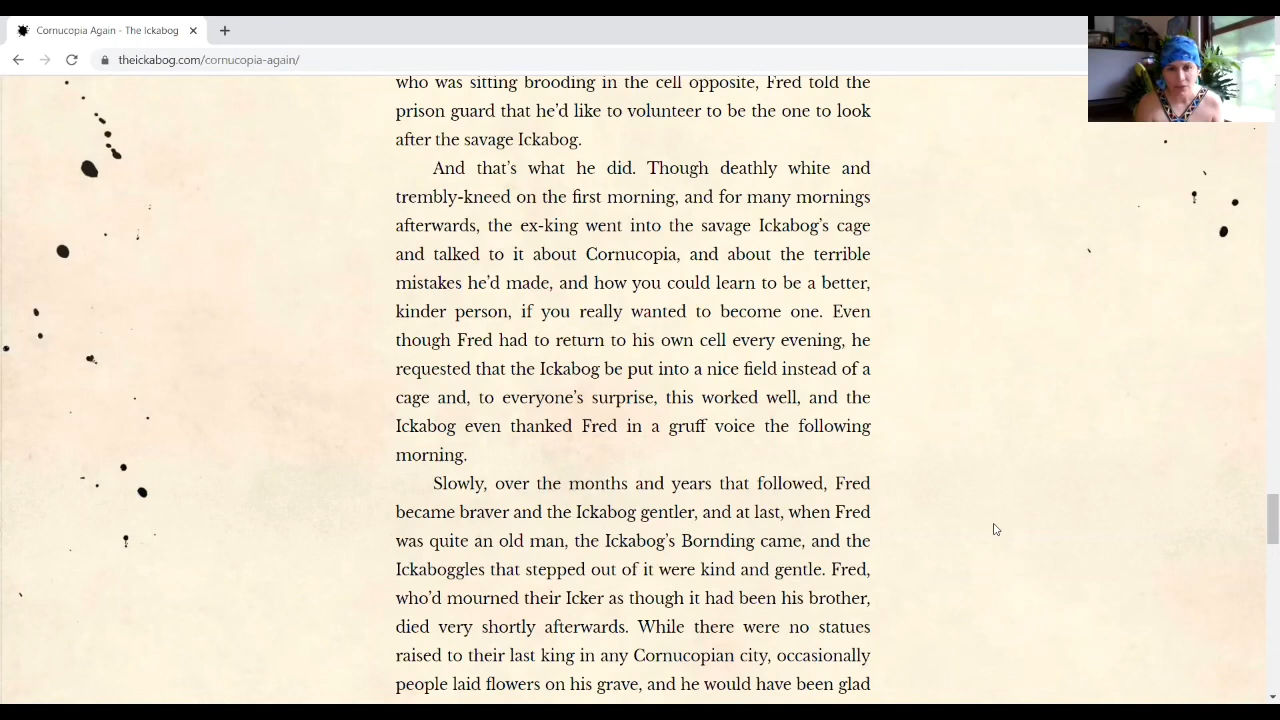 Cornucopia Again - The Ickabog
theickabog.com/cornucopia-again/
who was sitting brooding in the cell opposite, Fred told the
prison guard that he’d like to volunteer to be the one to look
after the savage Ickabog.
And that’s what he did. Though deathly white and
trembly-kneed on the first morning, and for many mornings
afterwards, the ex-king went into the savage Ickabog’s cage
and talked to it about Cornucopia, and about the terrible
mistakes he’d made, and how you could learn to be a better,
kinder person, if you really wanted to become one. Even
though Fred had to return to his own cell every evening, he
requested that the Ickabog be put into a nice field instead of a
cage and, to everyone’s surprise, this worked well, and the
Ickabog even thanked Fred in a gruff voice the following
morning.
Slowly, over the months and years that followed, Fred
became braver and the Ickabog gentler, and at last, when Fred
was quite an old man, the Ickabog’s Bornding came, and the
Ickaboggles that stepped out of it were kind and gentle. Fred,
who’d mourned their Icker as though it had been his brother,
died very shortly afterwards. While there were no statues
raised to their last king in any Cornucopian city, occasionally
people laid flowers on his grave, and he would have been glad